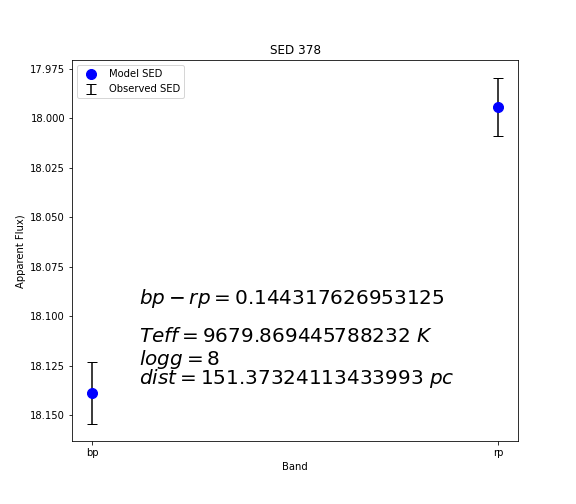 SED 378
Model SED
Observed SED
17.975
18.000
18.025
18.050
18.075
18.100
18.125
18.150
Apparent Flux)
bp − rp = 0.144317626953125
Teff = 9679.869445788232 K
logg = 8
dist = 151.37324113433993 pc
bp
rp
Band